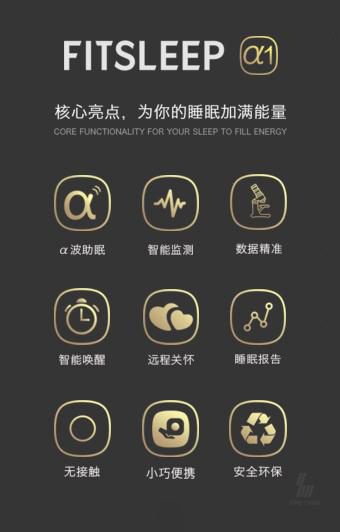 FITSLEEP α1
核心亮点，为你的睡眠加满能量
CORE FUNCTIONALITY FOR YOUR SLEEP TO FILL ENERGY
α
α波助眠 智能监测 数据精准
智能唤醒 远程关怀 睡眠报告
无接触 小巧便携 安全环保